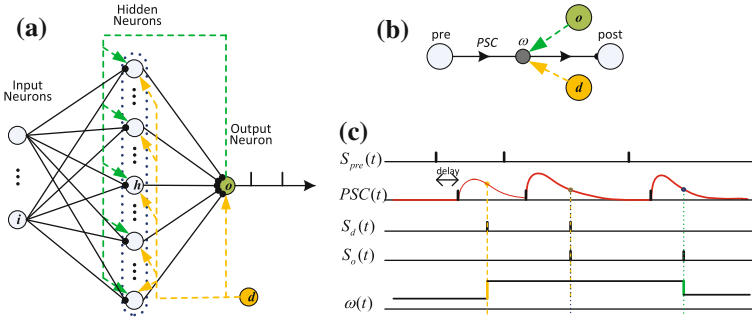 (a)
Hidden
Neurons
Input
Neurons
Output
Neuron
h
i
o
d
(b)
pre
PSC
ω
post
o
d
(c)
S_pre(t)
delay
PSC(t)
S_d(t)
S_o(t)
ω(t)